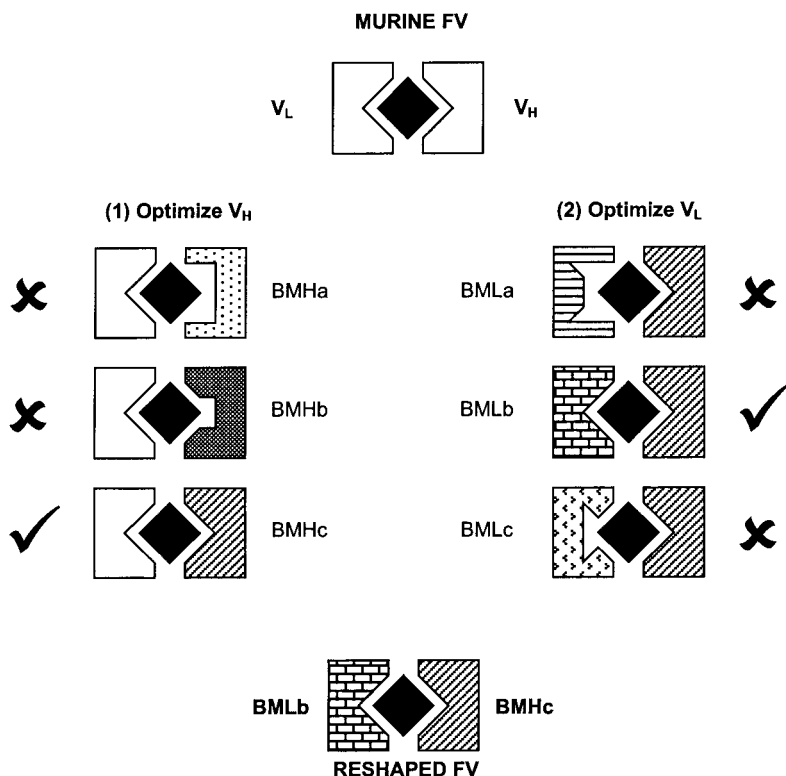 MURINE FV
V_L V_H
(1) Optimize V_H
BMHa
BMHb
BMHc
(2) Optimize V_L
BMLa
BMLb
BMLc
BMLb BMHc
RESHAPED FV